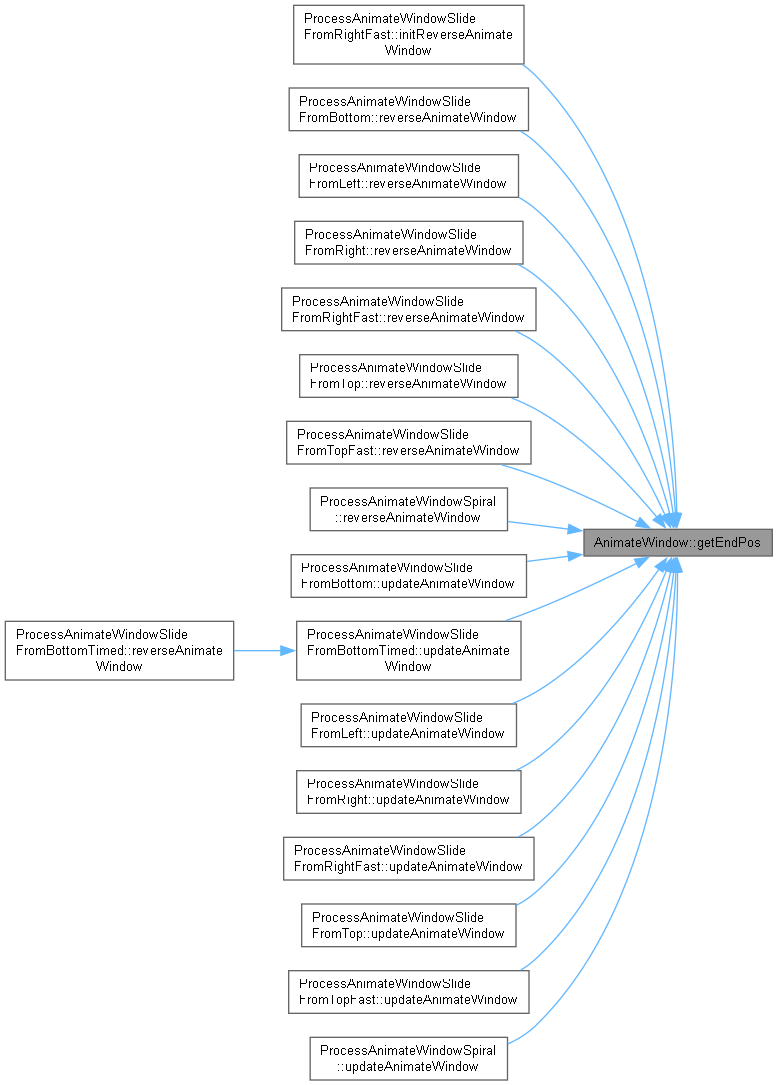 ProcessAnimateWindowSlide
FromRightFast::initReverseAnimate
Window
ProcessAnimateWindowSlide
FromBottom::reverseAnimateWindow
ProcessAnimateWindowSlide
FromLeft::reverseAnimateWindow
ProcessAnimateWindowSlide
FromRight::reverseAnimateWindow
ProcessAnimateWindowSlide
FromRightFast::reverseAnimateWindow
ProcessAnimateWindowSlide
FromTop::reverseAnimateWindow
ProcessAnimateWindowSlide
FromTopFast::reverseAnimateWindow
ProcessAnimateWindowSpiral
::reverseAnimateWindow
AnimateWindow::getEndPos
ProcessAnimateWindowSlide
FromBottom::updateAnimateWindow
ProcessAnimateWindowSlide
FromBottomTimed::reverseAnimate
Window
ProcessAnimateWindowSlide
FromBottomTimed::updateAnimate
Window
ProcessAnimateWindowSlide
FromLeft::updateAnimateWindow
ProcessAnimateWindowSlide
FromRight::updateAnimateWindow
ProcessAnimateWindowSlide
FromRightFast::updateAnimateWindow
ProcessAnimateWindowSlide
FromTop::updateAnimateWindow
ProcessAnimateWindowSlide
FromTopFast::updateAnimateWindow
ProcessAnimateWindowSpiral
::updateAnimateWindow